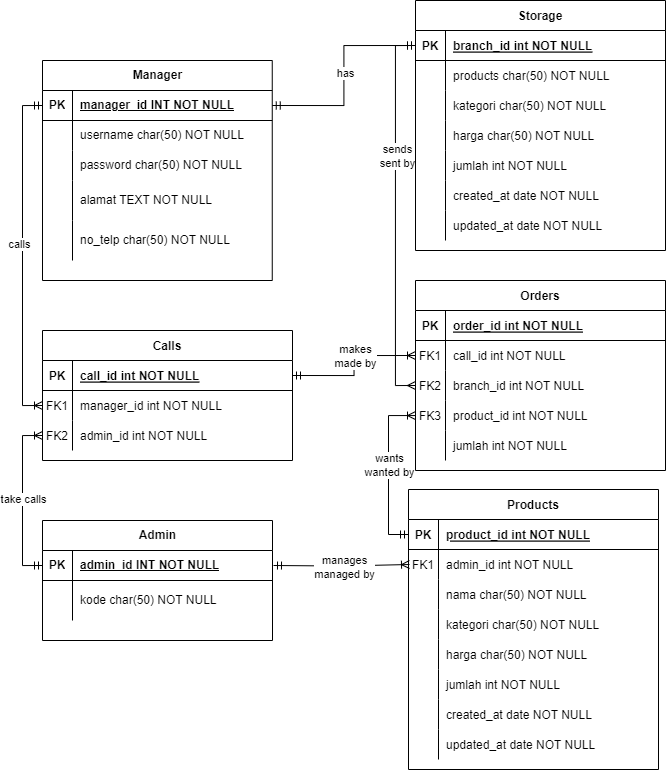 Storage
PK branch_id int NOT NULL
products char(50) NOT NULL
kategori char(50) NOT NULL
harga char(50) NOT NULL
jumlah int NOT NULL
created_at date NOT NULL
updated_at date NOT NULL
Manager
PK manager_id INT NOT NULL
username char(50) NOT NULL
password char(50) NOT NULL
alamat TEXT NOT NULL
no_telp char(50) NOT NULL
has
sends
sent by
calls
Orders
PK order_id int NOT NULL
FK1 call_id int NOT NULL
FK2 branch_id int NOT NULL
FK3 product_id int NOT NULL
jumlah int NOT NULL
Calls
PK call_id int NOT NULL
FK1 manager_id int NOT NULL
FK2 admin_id int NOT NULL
makes
made by
wants
wanted by
take calls
Admin
PK admin_id INT NOT NULL
kode char(50) NOT NULL
manages
managed by
Products
PK product_id int NOT NULL
FK1 admin_id int NOT NULL
nama char(50) NOT NULL
kategori char(50) NOT NULL
harga char(50) NOT NULL
jumlah int NOT NULL
created_at date NOT NULL
updated_at date NOT NULL